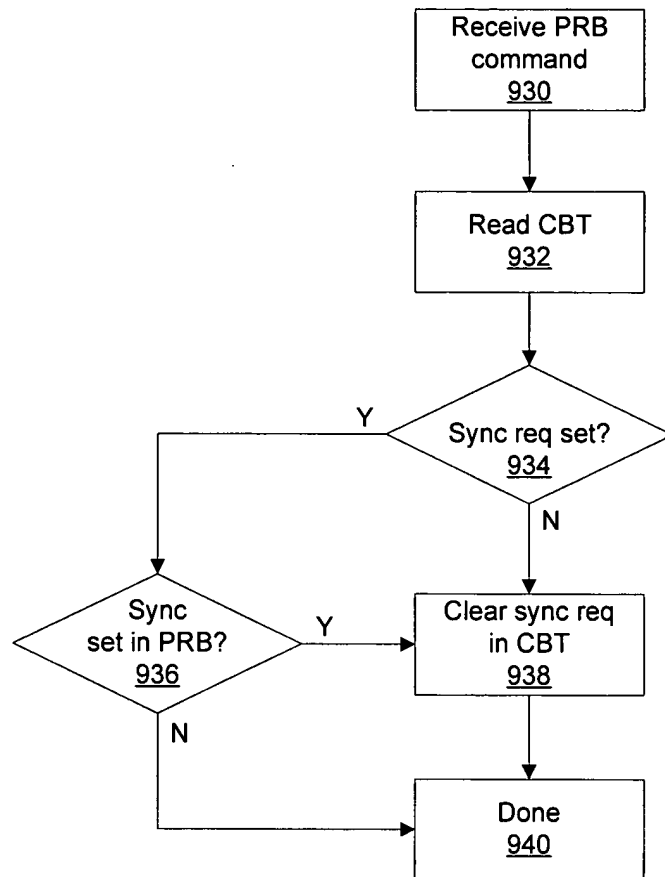 Receive PRB
command
930
Read CBT
932
Y
Sync req set?
934
N
Sync
set in PRB?
936
Y
Clear sync req
in CBT
938
N
Done
940